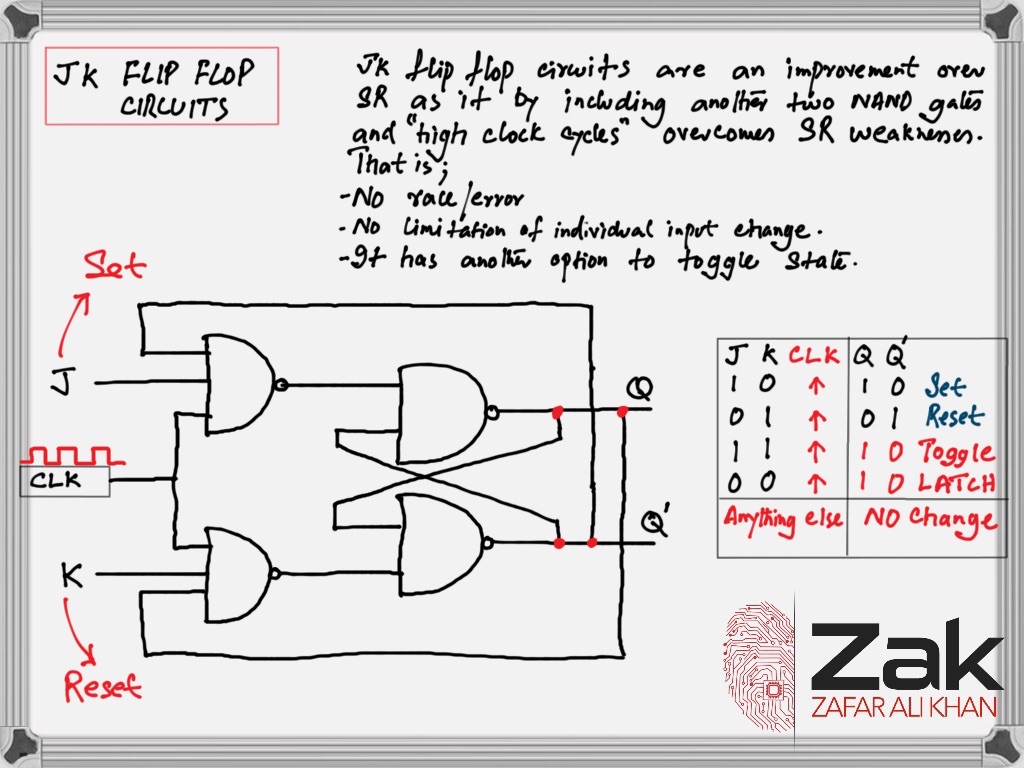 JK FLIP FLOP
CIRCUITS
JK flip flop circuits are an improvement over
SR as it by including another two NAND gates
and "high clock cycles" overcomes SR weaknesses.
That is;
-No race/error
-No limitation of individual input change.
-It has another option to toggle state.
Set
J
CLK
K
Reset
Q
Q'
J K CLK Q Q'
1 0 ↑ 1 0 Set
0 1 ↑ 0 1 Reset
1 1 ↑ 1 0 Toggle
0 0 ↑ 1 0 LATCH
Anything else NO Change
Zak
ZAFAR ALI KHAN